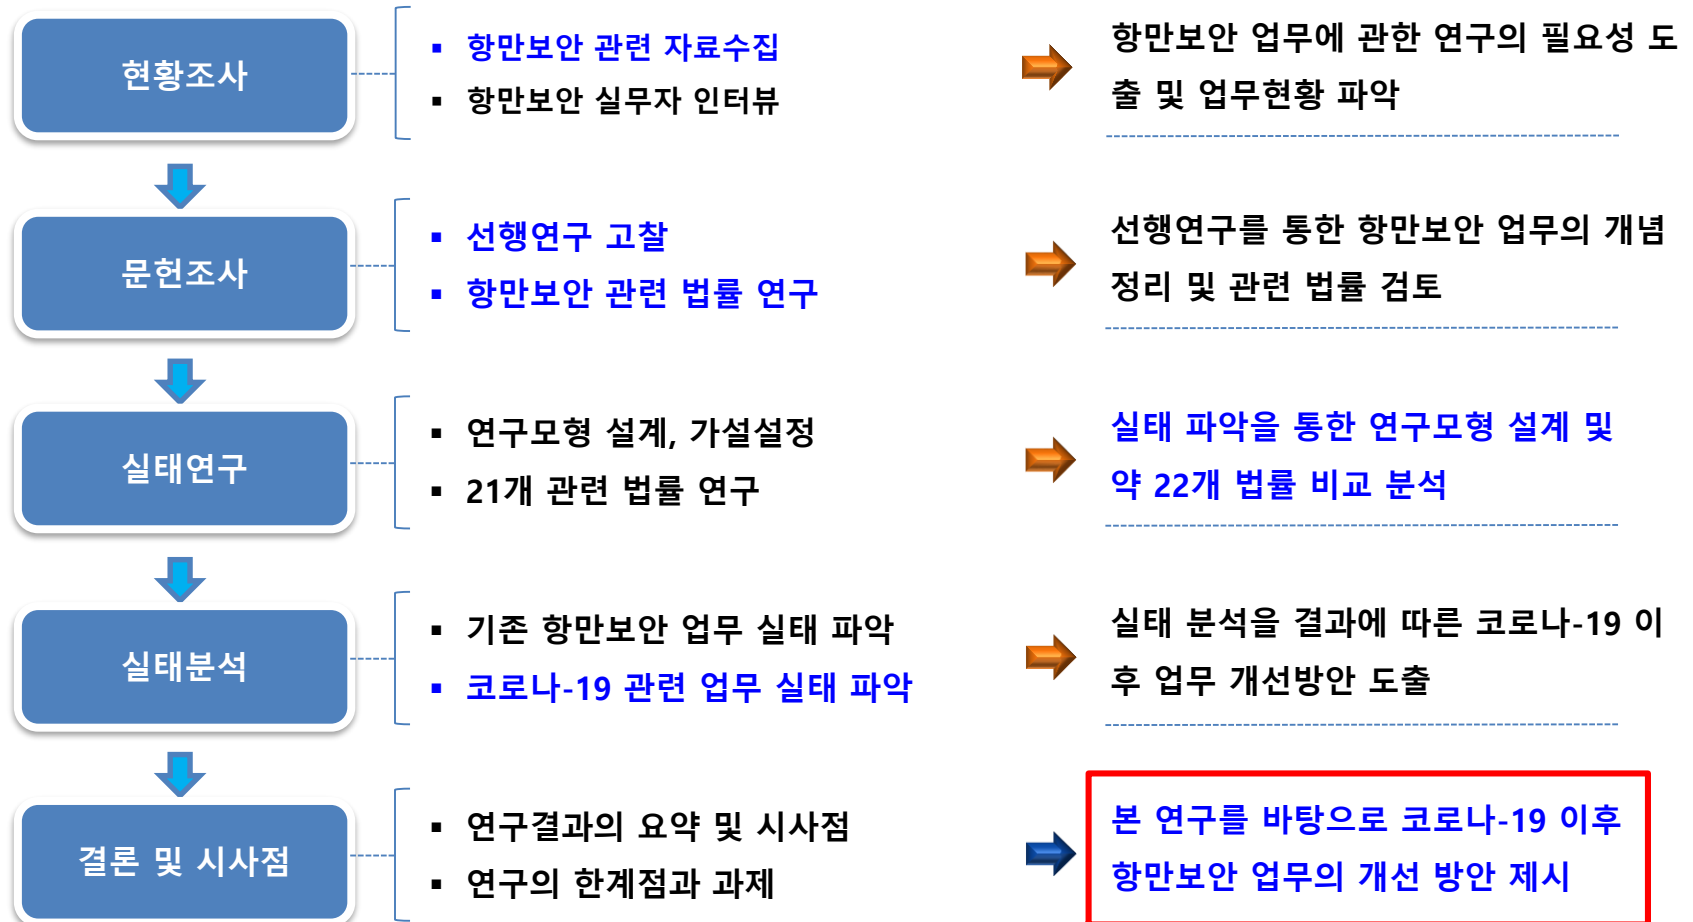 현황조사
▪ 항만보안 관련 자료수집
▪ 항만보안 실무자 인터뷰
항만보안 업무에 관한 연구의 필요성 도
출 및 업무현황 파악
문헌조사
▪ 선행연구 고찰
▪ 항만보안 관련 법률 연구
선행연구를 통한 항만보안 업무의 개념
정리 및 관련 법률 검토
실태연구
▪ 연구모형 설계, 가설설정
▪ 21개 관련 법률 연구
실태 파악을 통한 연구모형 설계 및
약 22개 법률 비교 분석
실태분석
▪ 기존 항만보안 업무 실태 파악
▪ 코로나-19 관련 업무 실태 파악
실태 분석을 결과에 따른 코로나-19 이
후 업무 개선방안 도출
결론 및 시사점
▪ 연구결과의 요약 및 시사점
▪ 연구의 한계점과 과제
본 연구를 바탕으로 코로나-19 이후
항만보안 업무의 개선 방안 제시